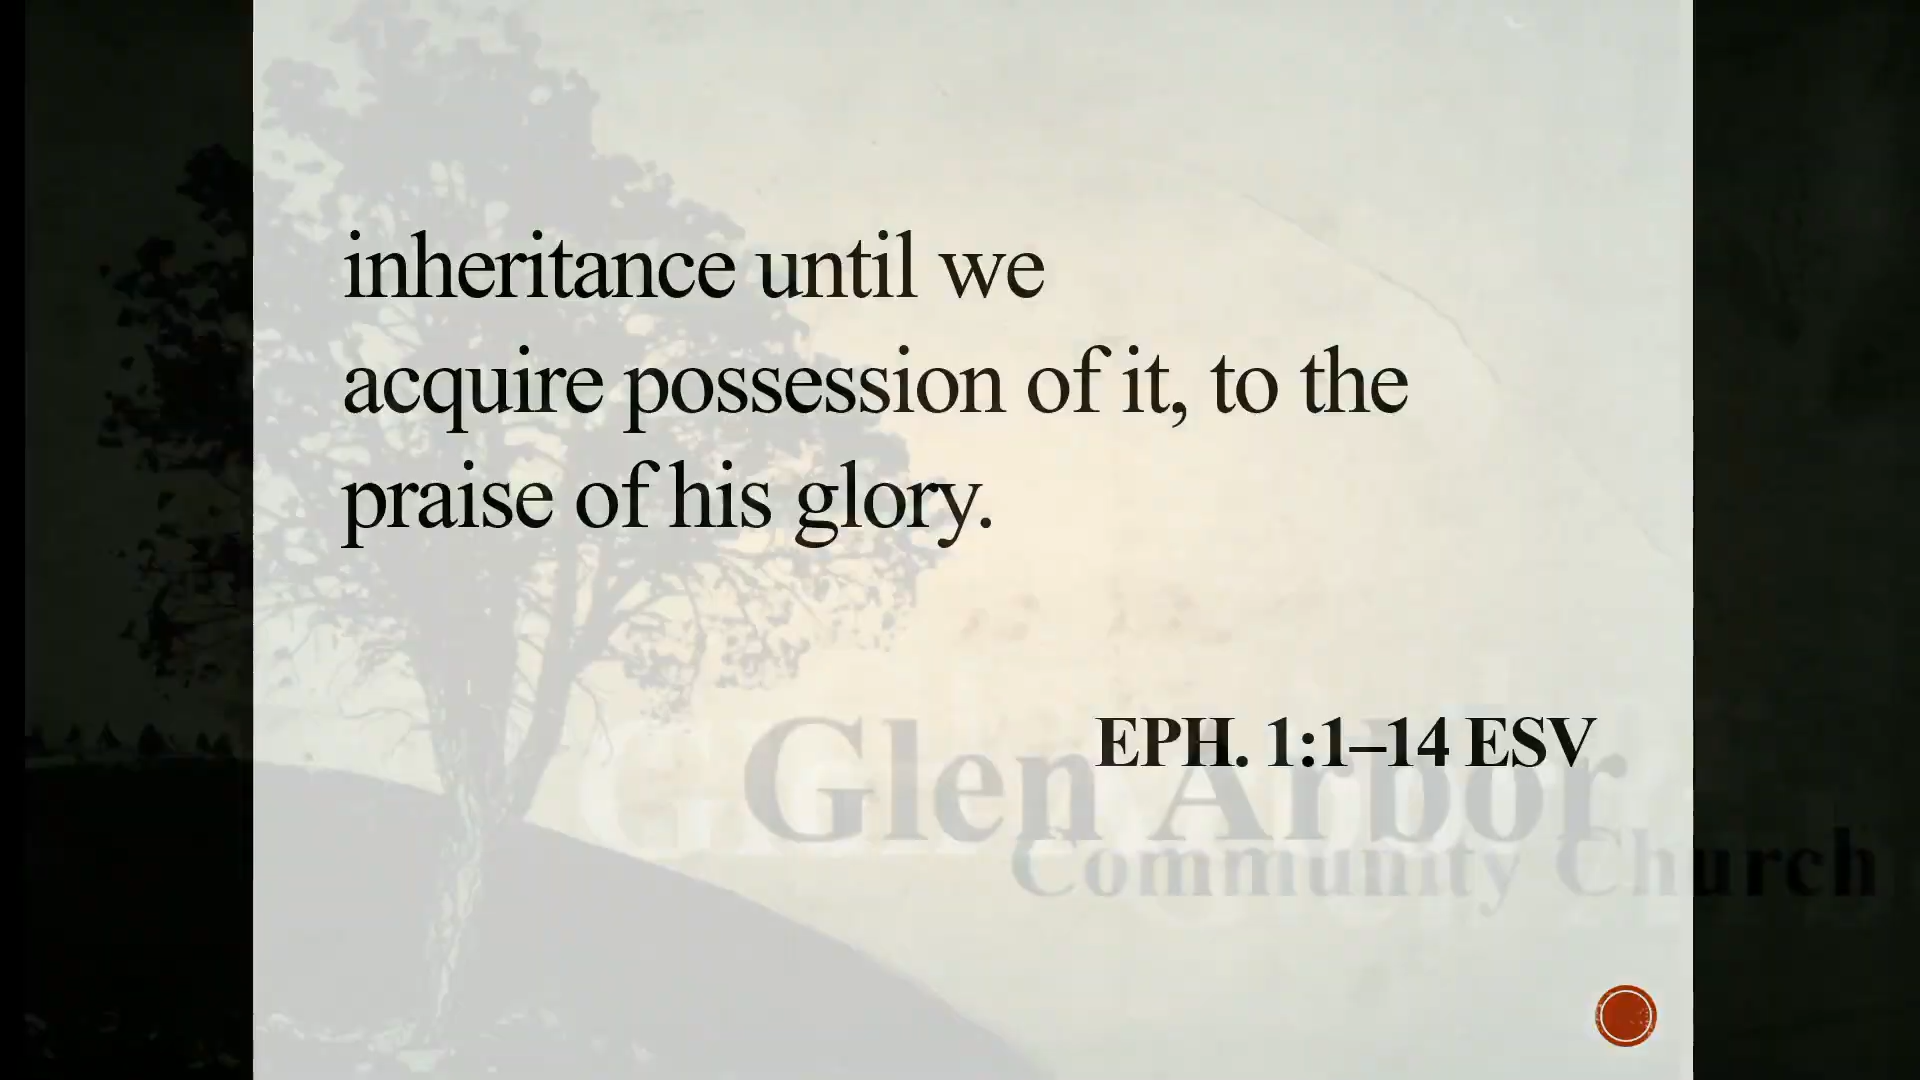 inheritance until we
acquire possession of it, to the
praise of his glory.
EPH. 1:1–14 ESV
Glen Arbor
Community Church